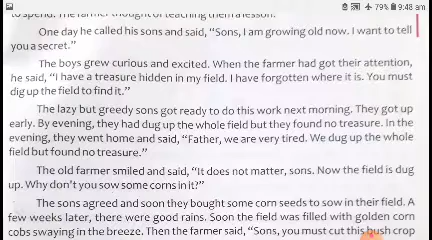 79% 9:48 am
to spend. The farmer thought of teaching them a lesson.
One day he called his sons and said, “Sons, I am growing old now. I want to tell
you a secret.”
The boys grew curious and excited. When the farmer had got their attention,
he said, “I have a treasure hidden in my field. I have forgotten where it is. You must
dig up the field to find it.”
The lazy but greedy sons got ready to do this work next morning. They got up
early. By evening, they had dug up the whole field but they found no treasure. In the
evening, they went home and said, “Father, we are very tired. We dug up the whole
field but found no treasure.”
The old farmer smiled and said, “It does not matter, sons. Now the field is dug
up. Why don't you sow some corns in it?”
The sons agreed and soon they bought some corn seeds to sow in their field. A
few weeks later, there were good rains. Soon the field was filled with golden corn
cobs swaying in the breeze. Then the farmer said, “Sons, you must cut this bush crop